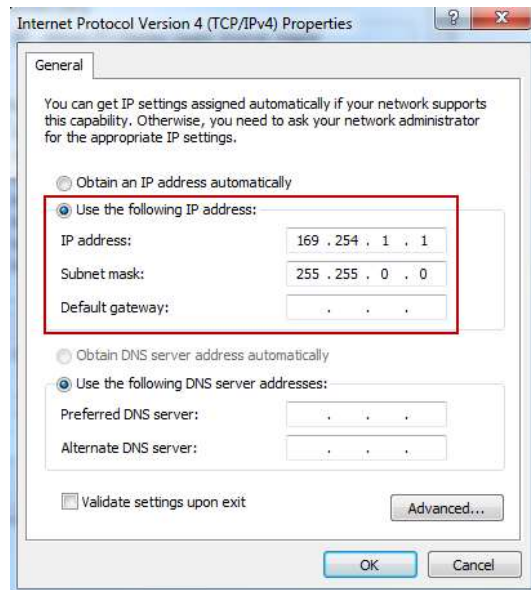 Internet Protocol Version 4 (TCP/IPv4) Properties
General
You can get IP settings assigned automatically if your network supports
this capability. Otherwise, you need to ask your network administrator
for the appropriate IP settings.
Obtain an IP address automatically
Use the following IP address:
IP address: 169 . 254 . 1 . 1
Subnet mask: 255 . 255 . 0 . 0
Default gateway: . . .
Obtain DNS server address automatically
Use the following DNS server addresses:
Preferred DNS server: . . .
Alternate DNS server: . . .
Validate settings upon exit
Advanced...
OK Cancel